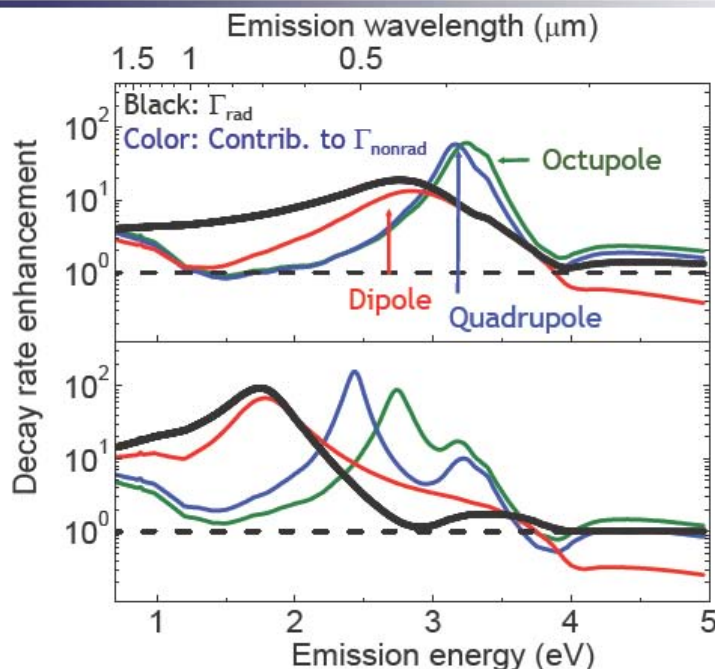 Emission wavelength (μm)
1.5 1 0.5
Black: Γrad
Color: Contrib. to Γnonrad
Octupole
Dipole
Quadrupole
10² 10¹ 10⁰
10² 10¹ 10⁰
Decay rate enhancement
1 2 3 4 5
Emission energy (eV)